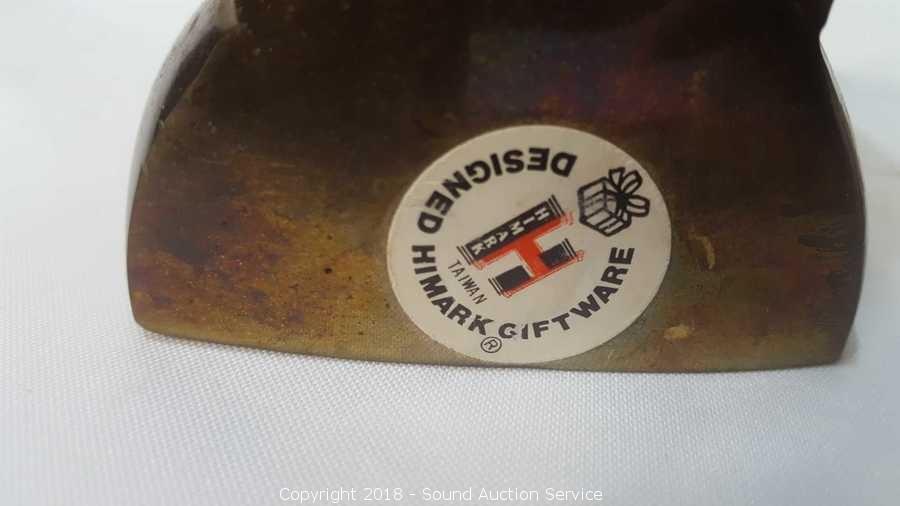 DESIGNED HIMARK® GIFTWARE
HIMARK
H
TAIWAN
Copyright 2018 - Sound Auction Service